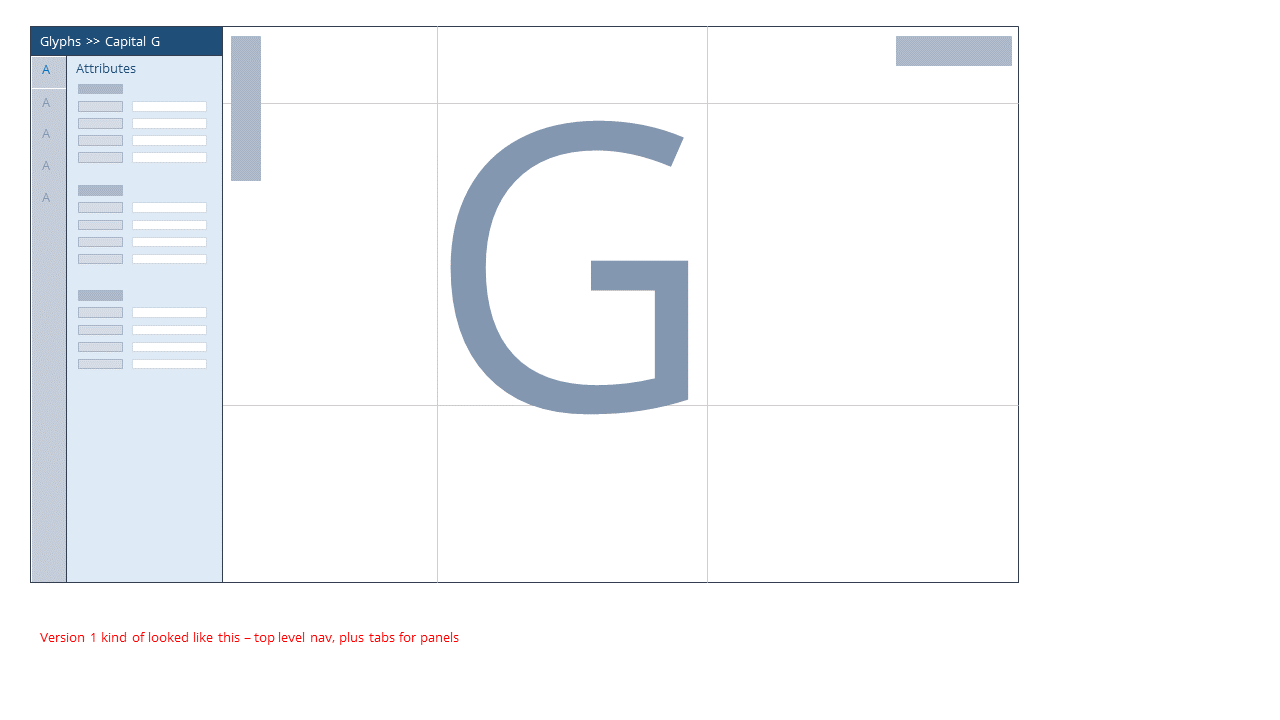 Glyphs >> Capital G
A
Attributes
A
A
A
A
G
Version 1 kind of looked like this – top level nav, plus tabs for panels